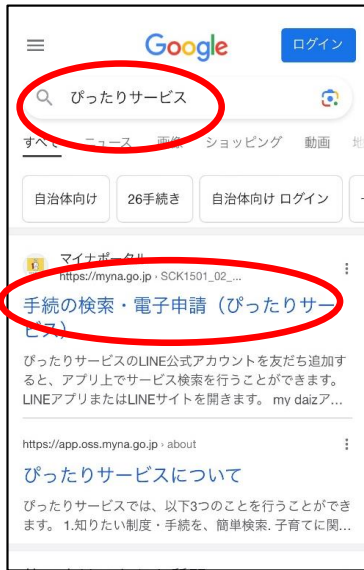 Google
ログイン
ぴったりサービス
すべて ニュース 画像 ショッピング 動画 地
自治体向け 26手続き 自治体向け ログイン
マイナポータル
https://myna.go.jp › SCK1501_02_...
手続の検索・電子申請（ぴったりサー
ビス）
ぴったりサービスのLINE公式アカウントを友だち追加す
ると、アプリ上でサービス検索を行うことができます。
LINEアプリまたはLINEサイトを開きます。 my daizア...
https://app.oss.myna.go.jp › about
ぴったりサービスについて
ぴったりサービスでは、以下3つのことを行うことができ
ます。 1.知りたい制度・手続を、簡単検索. 子育てに関...